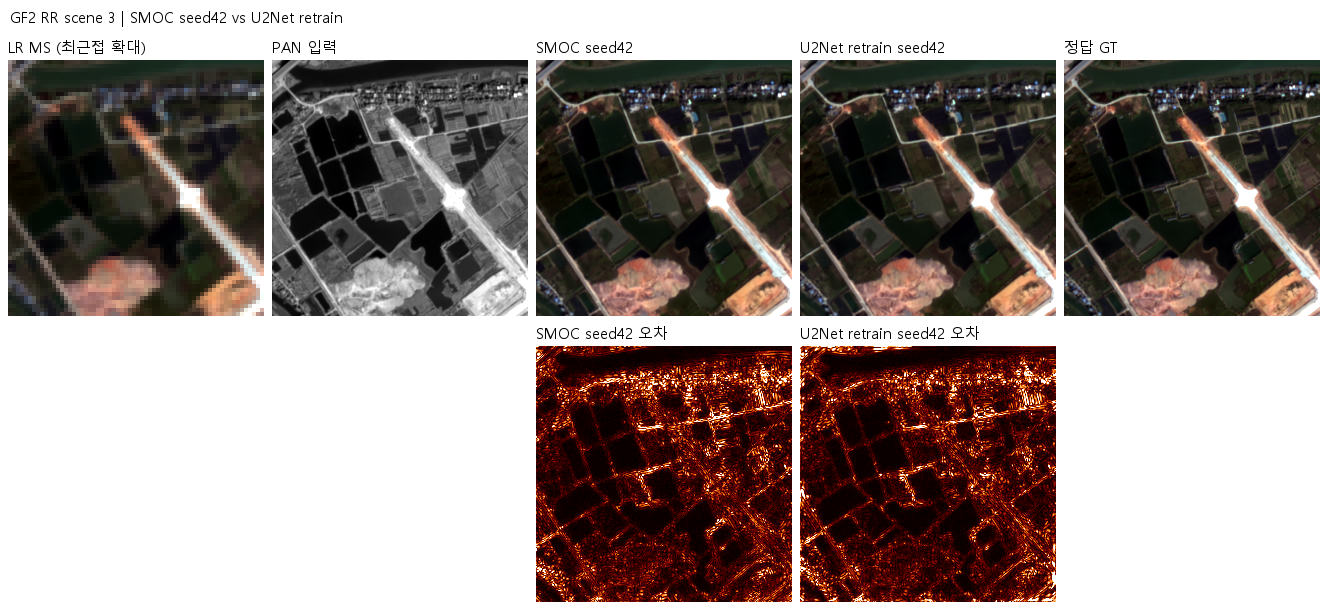 GF2 RR scene 3 | SMOC seed42 vs U2Net retrain
LR MS (최근접 확대)
PAN 입력
SMOC seed42
U2Net retrain seed42
정답 GT
SMOC seed42 오차
U2Net retrain seed42 오차